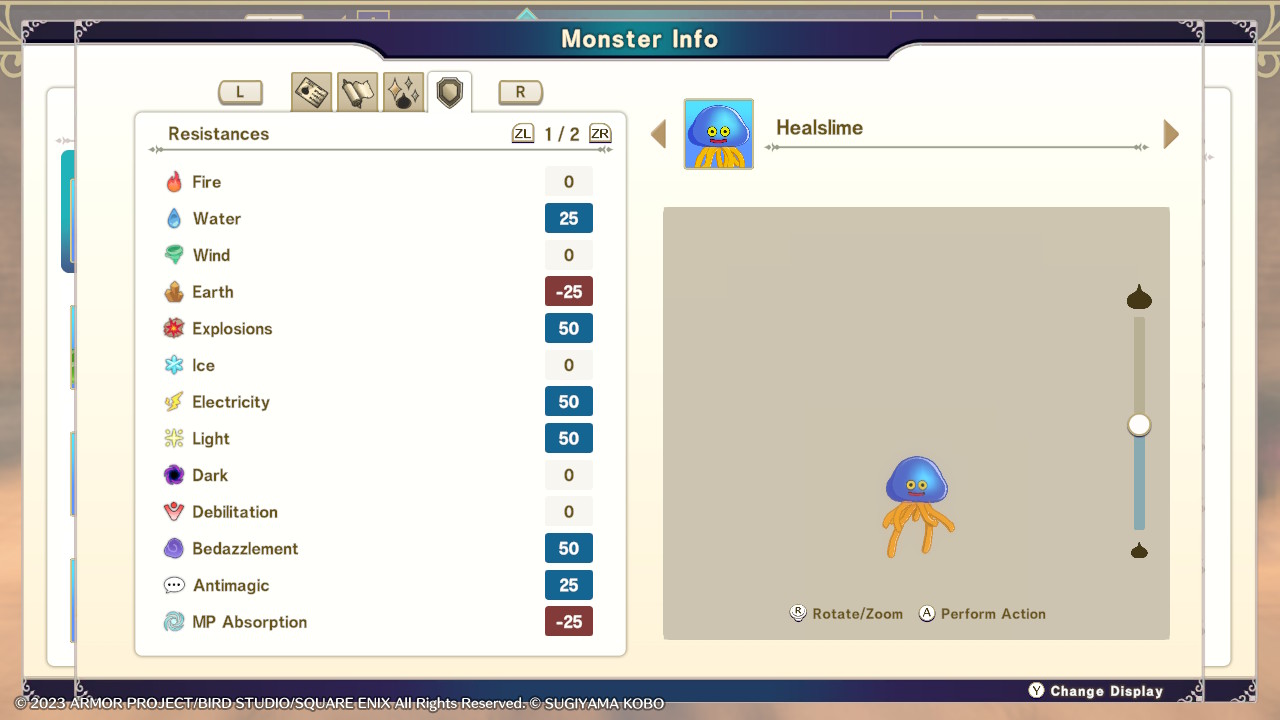 Monster Info
L
R
Resistances
ZL 1 / 2 ZR
Fire 0
Water 25
Wind 0
Earth -25
Explosions 50
Ice 0
Electricity 50
Light 50
Dark 0
Debilitation 0
Bedazzlement 50
Antimagic 25
MP Absorption -25
Healslime
R Rotate/Zoom A Perform Action
Y Change Display
© 2023 ARMOR PROJECT/BIRD STUDIO/SQUARE ENIX All Rights Reserved. © SUGIYAMA KOBO